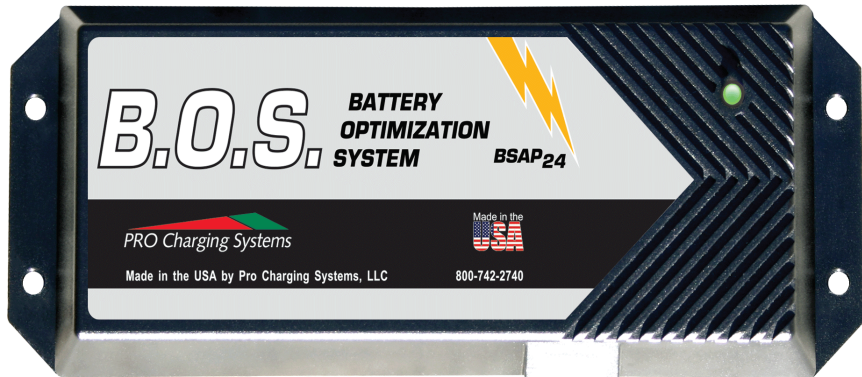 B.O.S.
BATTERY
OPTIMIZATION
SYSTEM
BSAP24
PRO Charging Systems
Made in the
USA
Made in the USA by Pro Charging Systems, LLC
800-742-2740